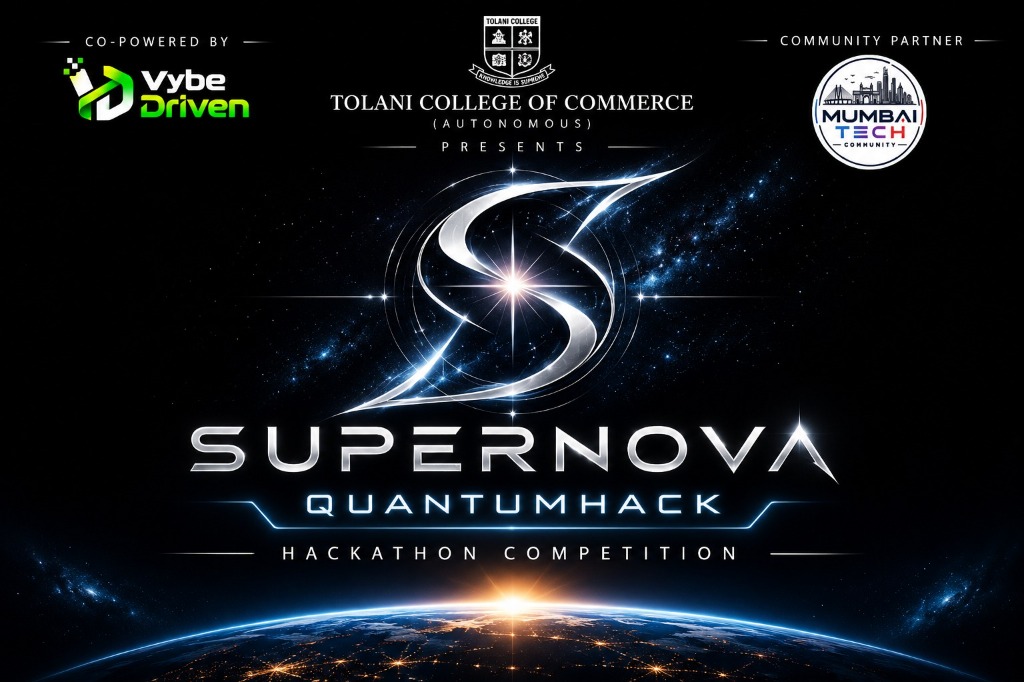 CO-POWERED BY
Vybe
Driven
TOLANI COLLEGE
KNOWLEDGE IS SUPREME
TOLANI COLLEGE OF COMMERCE
(AUTONOMOUS)
PRESENTS
COMMUNITY PARTNER
MUMBAI
TECH
COMMUNITY
SUPERNOVA
QUANTUMHACK
HACKATHON COMPETITION